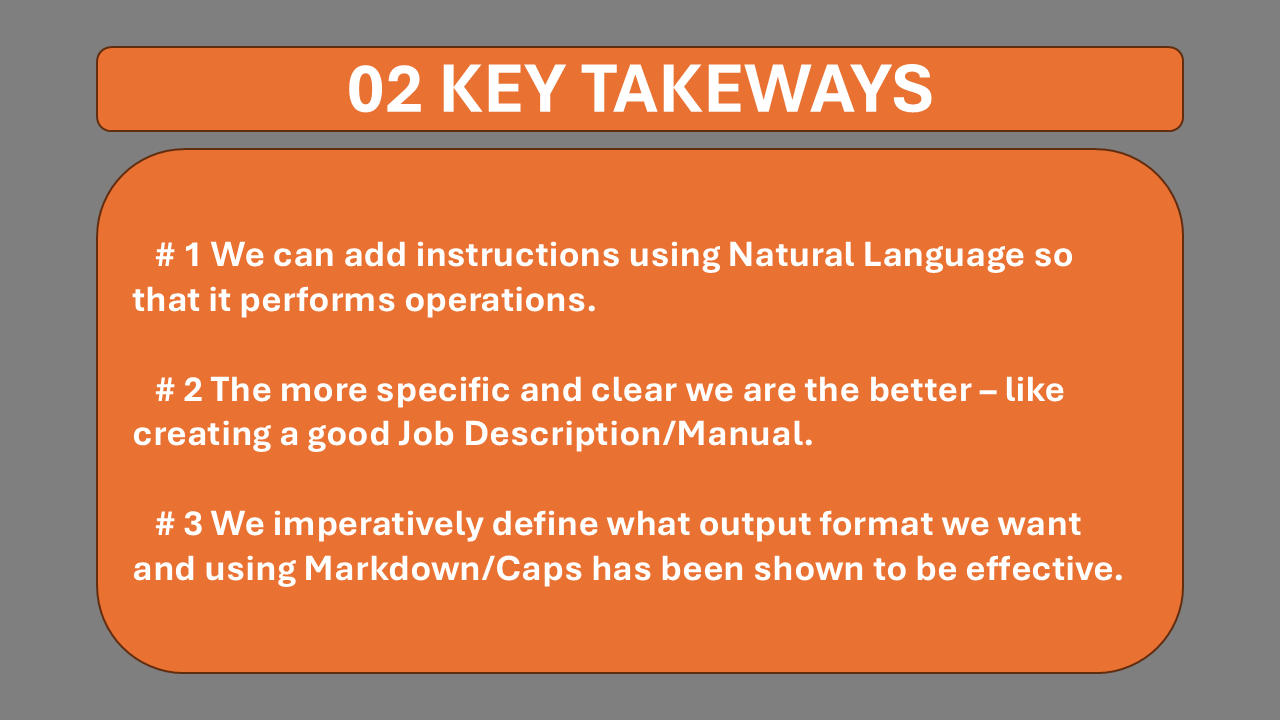 02 KEY TAKEWAYS
# 1 We can add instructions using Natural Language so
that it performs operations.
# 2 The more specific and clear we are the better – like
creating a good Job Description/Manual.
# 3 We imperatively define what output format we want
and using Markdown/Caps has been shown to be effective.